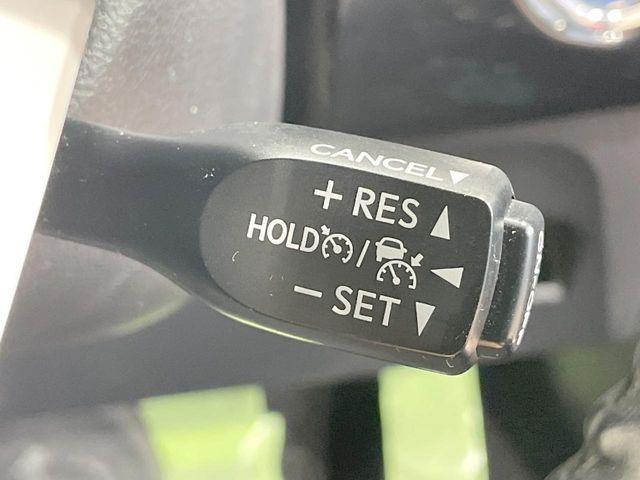 CANCEL▼
+ RES ▲
HOLD / ◀
− SET ▼